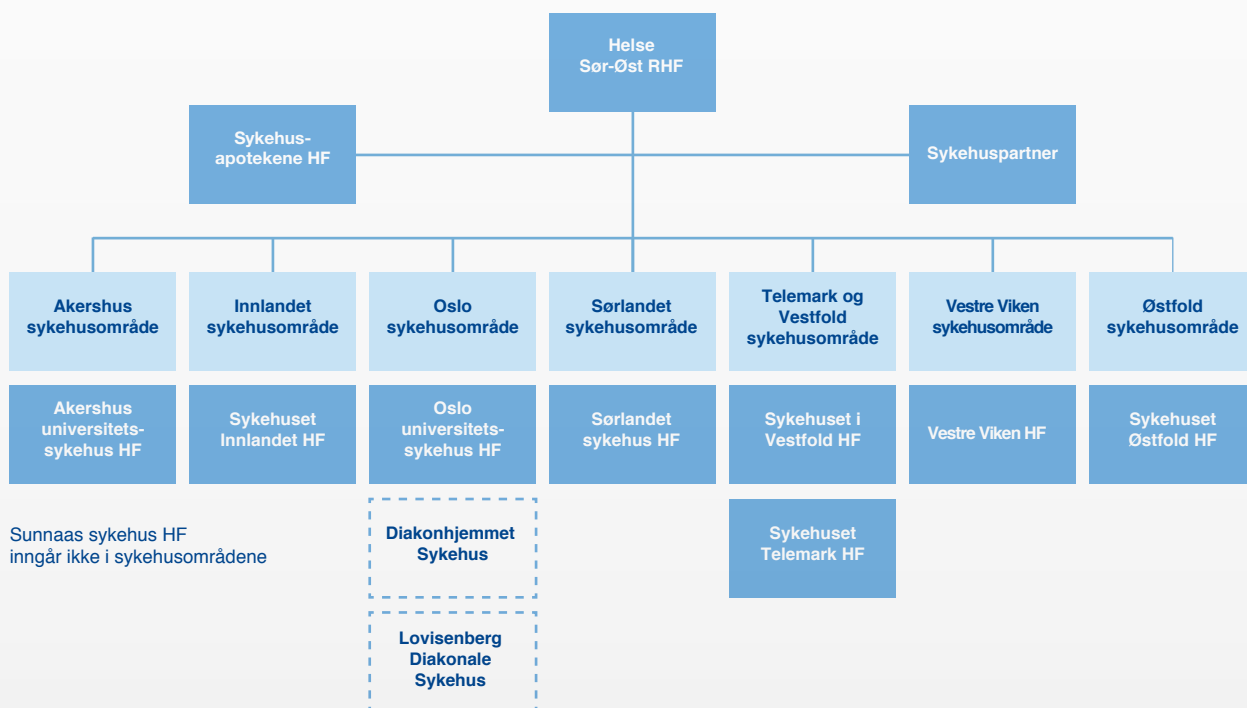 Helse
Sør-Øst RHF
Sykehus-
apotekene HF
Sykehuspartner
Akershus
sykehusområde
Innlandet
sykehusområde
Oslo
sykehusområde
Sørlandet
sykehusområde
Telemark og
Vestfold
sykehusområde
Vestre Viken
sykehusområde
Østfold
sykehusområde
Akershus
universitets-
sykehus HF
Sykehuset
Innlandet HF
Oslo
universitets-
sykehus HF
Sørlandet
sykehus HF
Sykehuset i
Vestfold HF
Vestre Viken HF
Sykehuset
Østfold HF
Sunnaas sykehus HF
inngår ikke i sykehusområdene
Diakonhjemmet
Sykehus
Sykehuset
Telemark HF
Lovisenberg
Diakonale
Sykehus